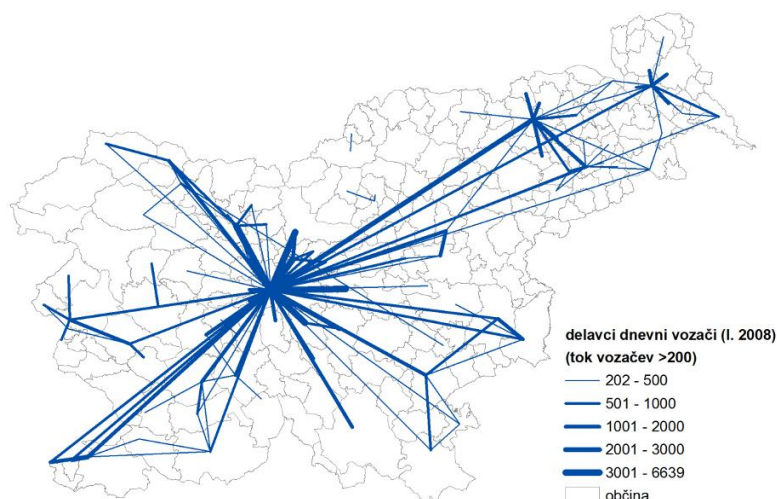 delavci dnevni vozači (l. 2008)
(tok vozačev >200)
202 - 500
501 - 1000
1001 - 2000
2001 - 3000
3001 - 6639
občina